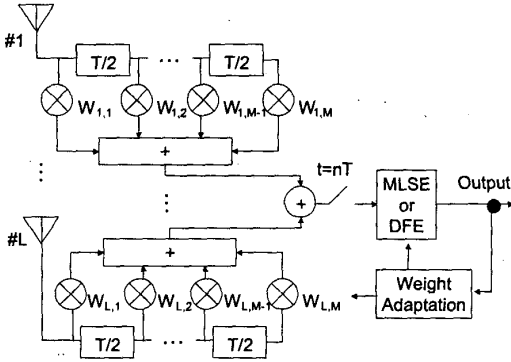 #1
T/2 ... T/2
W1,1 W1,2 W1,M-1 W1,M
+
t=nT
MLSE
or
DFE
Output
+
#L
+
WL,1 WL,2 WL,M-1 WL,M
Weight
Adaptation
T/2 ... T/2